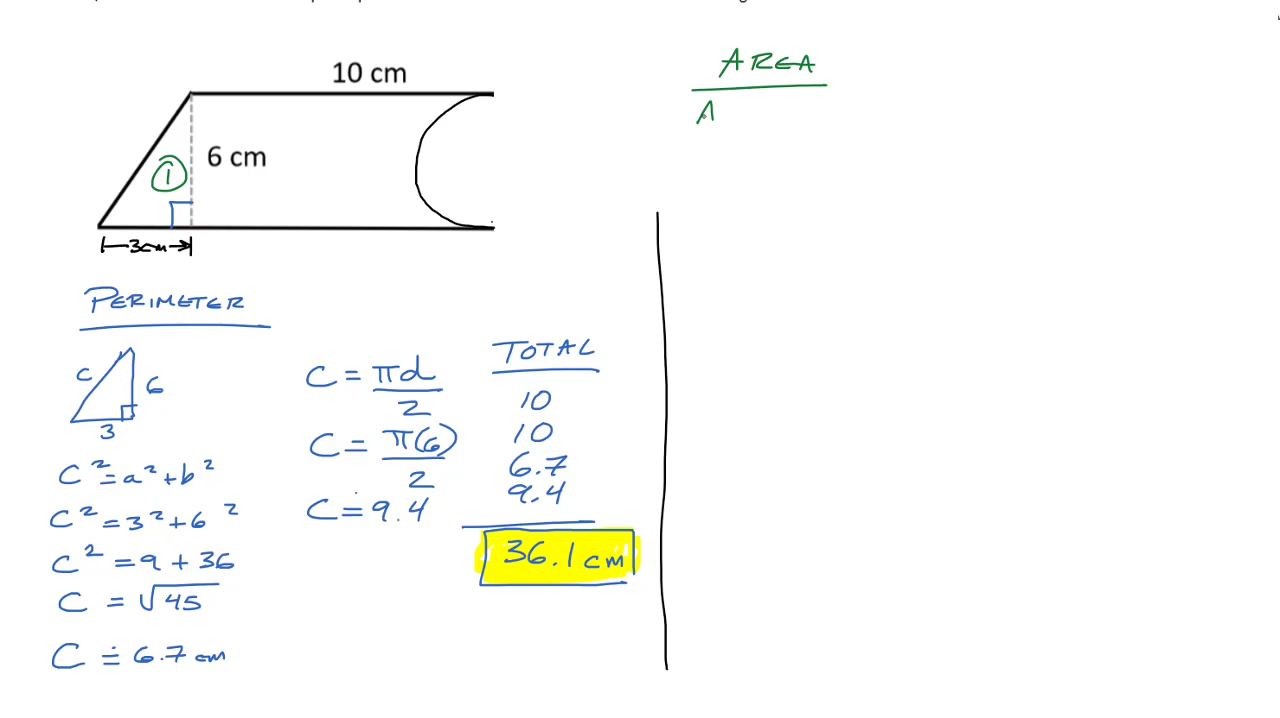 10 cm
AREA
A
6 cm
①
3cm
PERIMETER
c
6
3
C² = a² + b²
C² = 3² + 6²
C² = 9 + 36
C = √45
C ≐ 6.7 cm
C = πd
2
C = π(6)
2
C ≐ 9.4
TOTAL
10
10
6.7
9.4
36.1 cm